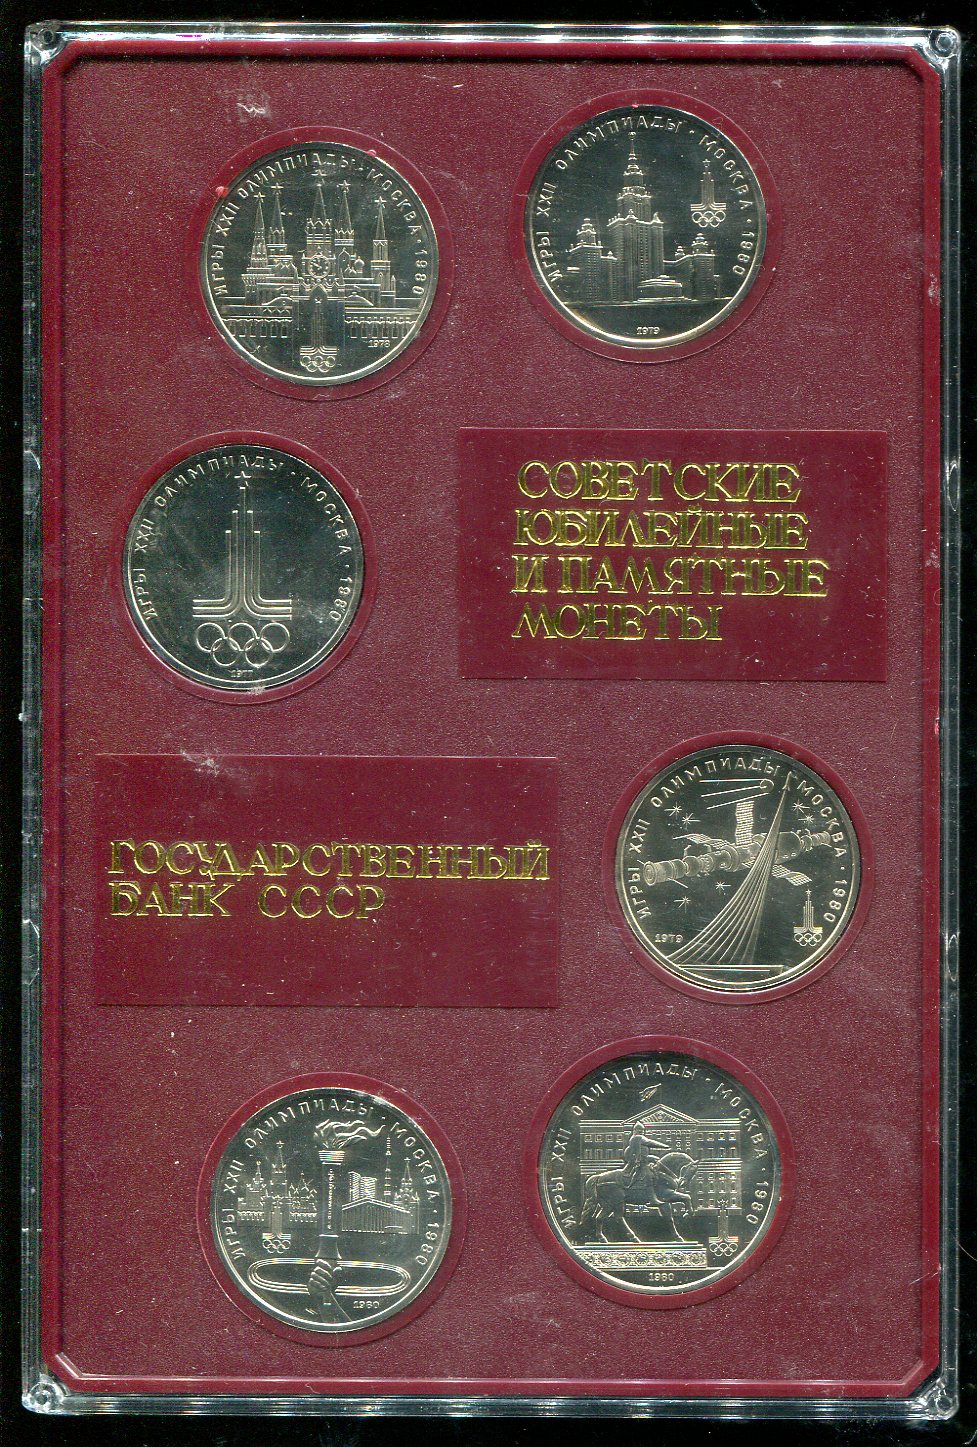 ИГРЫ XXII ОЛИМПИАДЫ · МОСКВА · 1980
1978
ИГРЫ XXII ОЛИМПИАДЫ · МОСКВА · 1980
1979
ИГРЫ XXII ОЛИМПИАДЫ · МОСКВА · 1980
1977
СОВЕТСКИЕ
ЮБИЛЕЙНЫЕ
И ПАМЯТНЫЕ
МОНЕТЫ
ГОСУДАРСТВЕННЫЙ
БАНК СССР
ИГРЫ XXII ОЛИМПИАДЫ · МОСКВА · 1980
1979
ИГРЫ XXII ОЛИМПИАДЫ · МОСКВА · 1980
1980
ИГРЫ XXII ОЛИМПИАДЫ · МОСКВА · 1980
1980